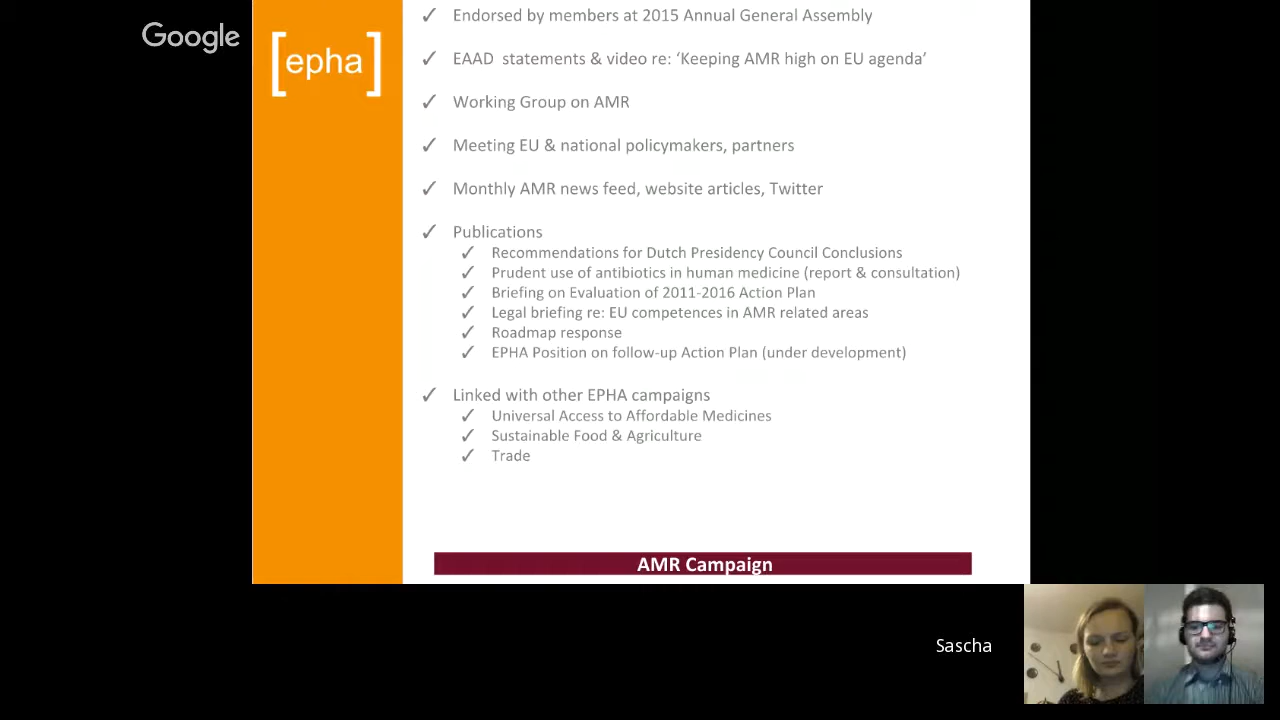 Google
[epha]
✓ Endorsed by members at 2015 Annual General Assembly
✓ EAAD statements & video re: ‘Keeping AMR high on EU agenda’
✓ Working Group on AMR
✓ Meeting EU & national policymakers, partners
✓ Monthly AMR news feed, website articles, Twitter
✓ Publications
✓ Recommendations for Dutch Presidency Council Conclusions
✓ Prudent use of antibiotics in human medicine (report & consultation)
✓ Briefing on Evaluation of 2011-2016 Action Plan
✓ Legal briefing re: EU competences in AMR related areas
✓ Roadmap response
✓ EPHA Position on follow-up Action Plan (under development)
✓ Linked with other EPHA campaigns
✓ Universal Access to Affordable Medicines
✓ Sustainable Food & Agriculture
✓ Trade
AMR Campaign
Sascha